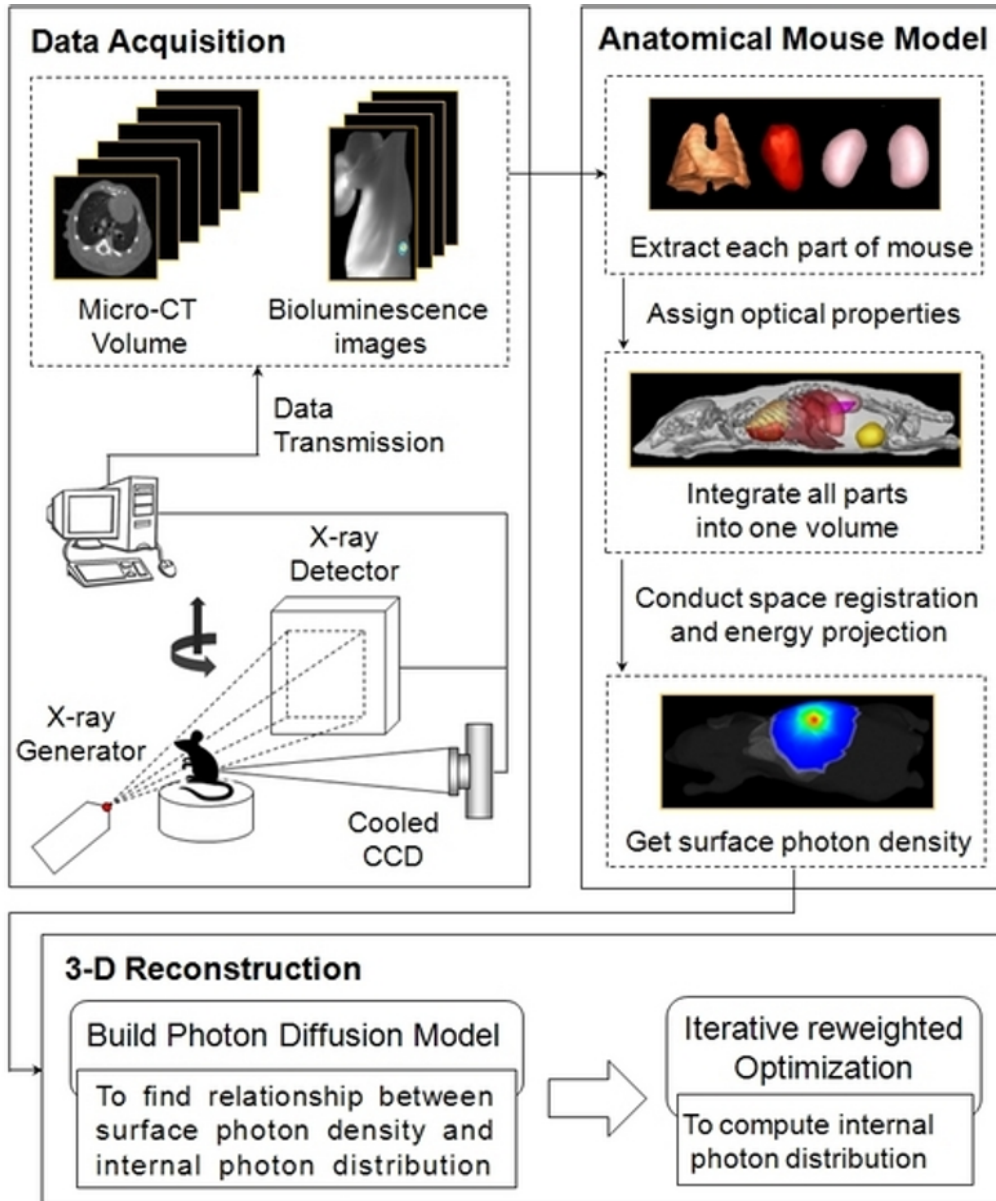 Data Acquisition
Micro-CT
Volume
Bioluminescence
images
Data
Transmission
X-ray
Detector
X-ray
Generator
Cooled
CCD
Anatomical Mouse Model
Extract each part of mouse
Assign optical properties
Integrate all parts
into one volume
Conduct space registration
and energy projection
Get surface photon density
3-D Reconstruction
Build Photon Diffusion Model
To find relationship between
surface photon density and
internal photon distribution
Iterative reweighted
Optimization
To compute internal
photon distribution